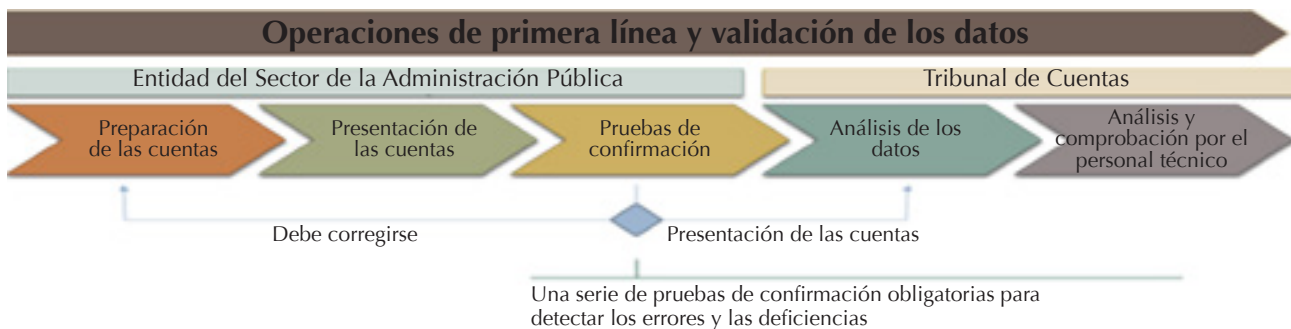 Operaciones de primera línea y validación de los datos
Entidad del Sector de la Administración Pública
Tribunal de Cuentas
Preparación
de las cuentas
Presentación de
las cuentas
Pruebas de
confirmación
Análisis de los
datos
Análisis y
comprobación por el
personal técnico
Debe corregirse
Presentación de las cuentas
Una serie de pruebas de confirmación obligatorias para
detectar los errores y las deficiencias